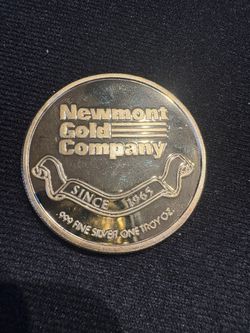 Newmont
Gold
Company
SINCE 1965
.999 FINE SILVER, ONE TROY OZ.